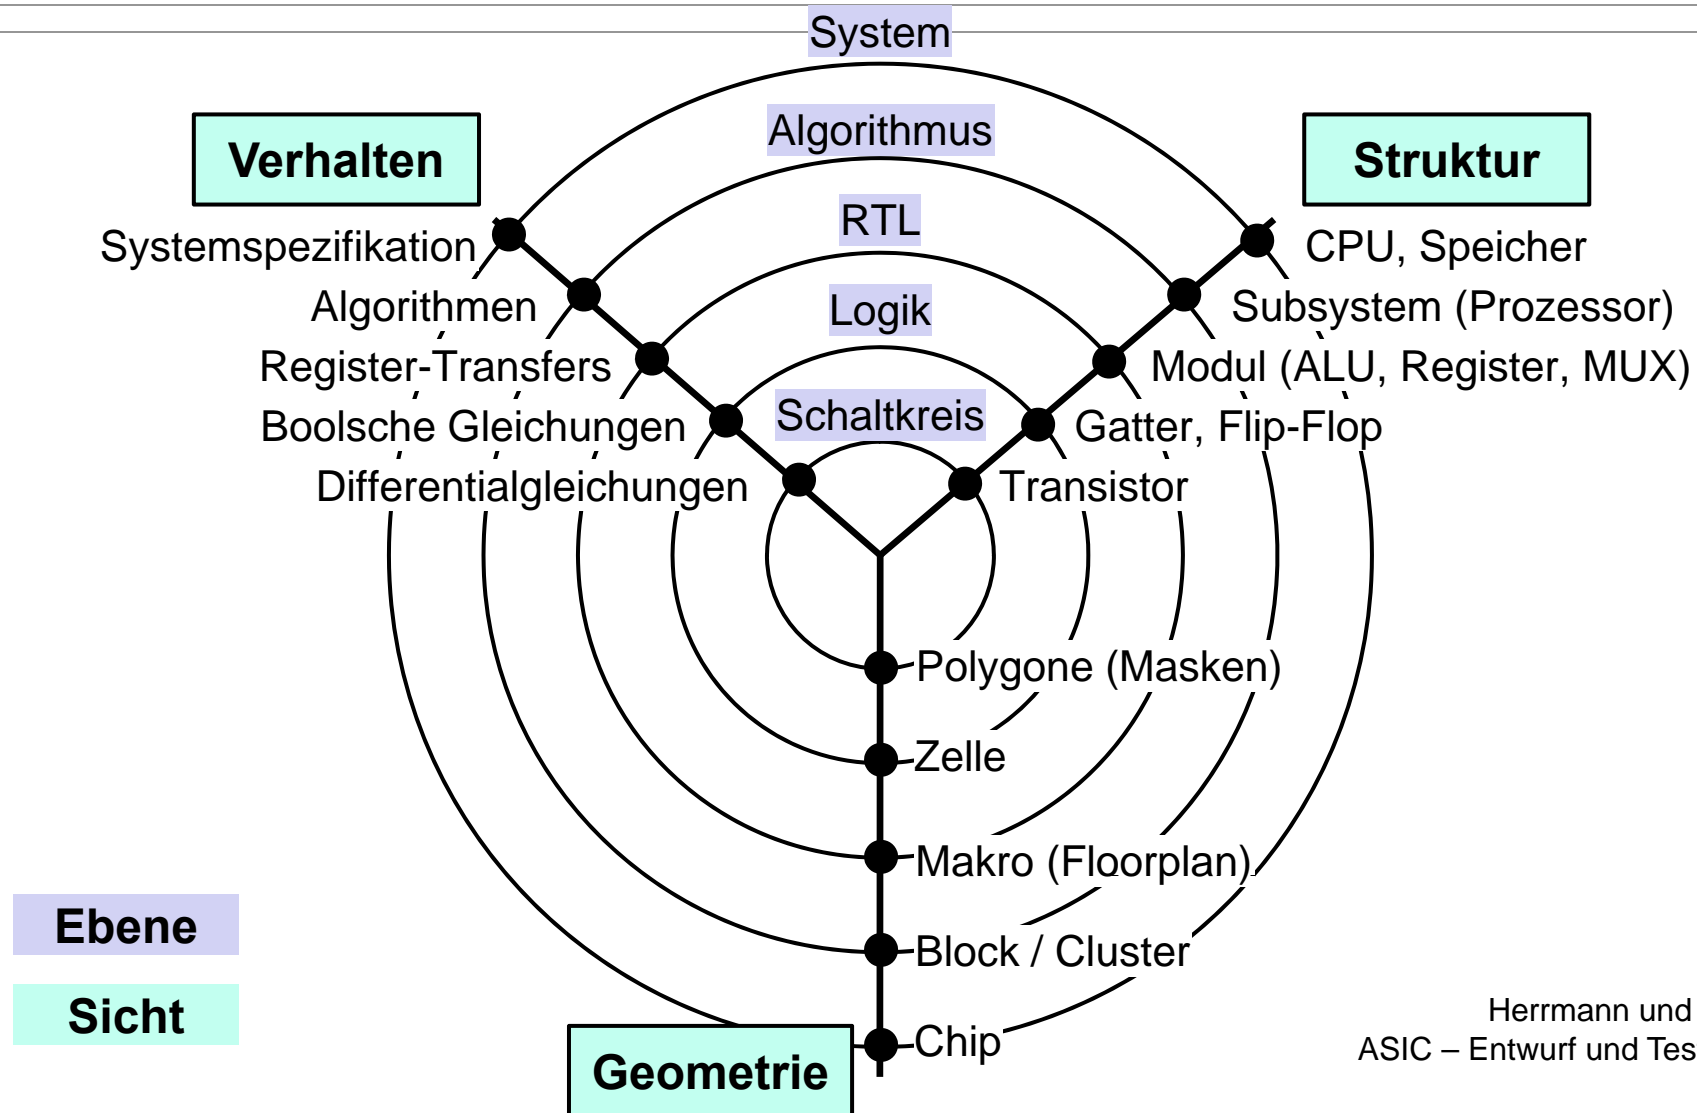 System
Algorithmus
Verhalten
Struktur
RTL
Systemspezifikation
CPU, Speicher
Algorithmen
Logik
Subsystem (Prozessor)
Register-Transfers
Modul (ALU, Register, MUX)
Boolsche Gleichungen
Schaltkreis
Gatter, Flip-Flop
Differentialgleichungen
Transistor
Polygone (Masken)
Zelle
Makro (Floorplan)
Ebene
Block / Cluster
Sicht
Chip
Geometrie
Herrmann und
ASIC – Entwurf und Tes